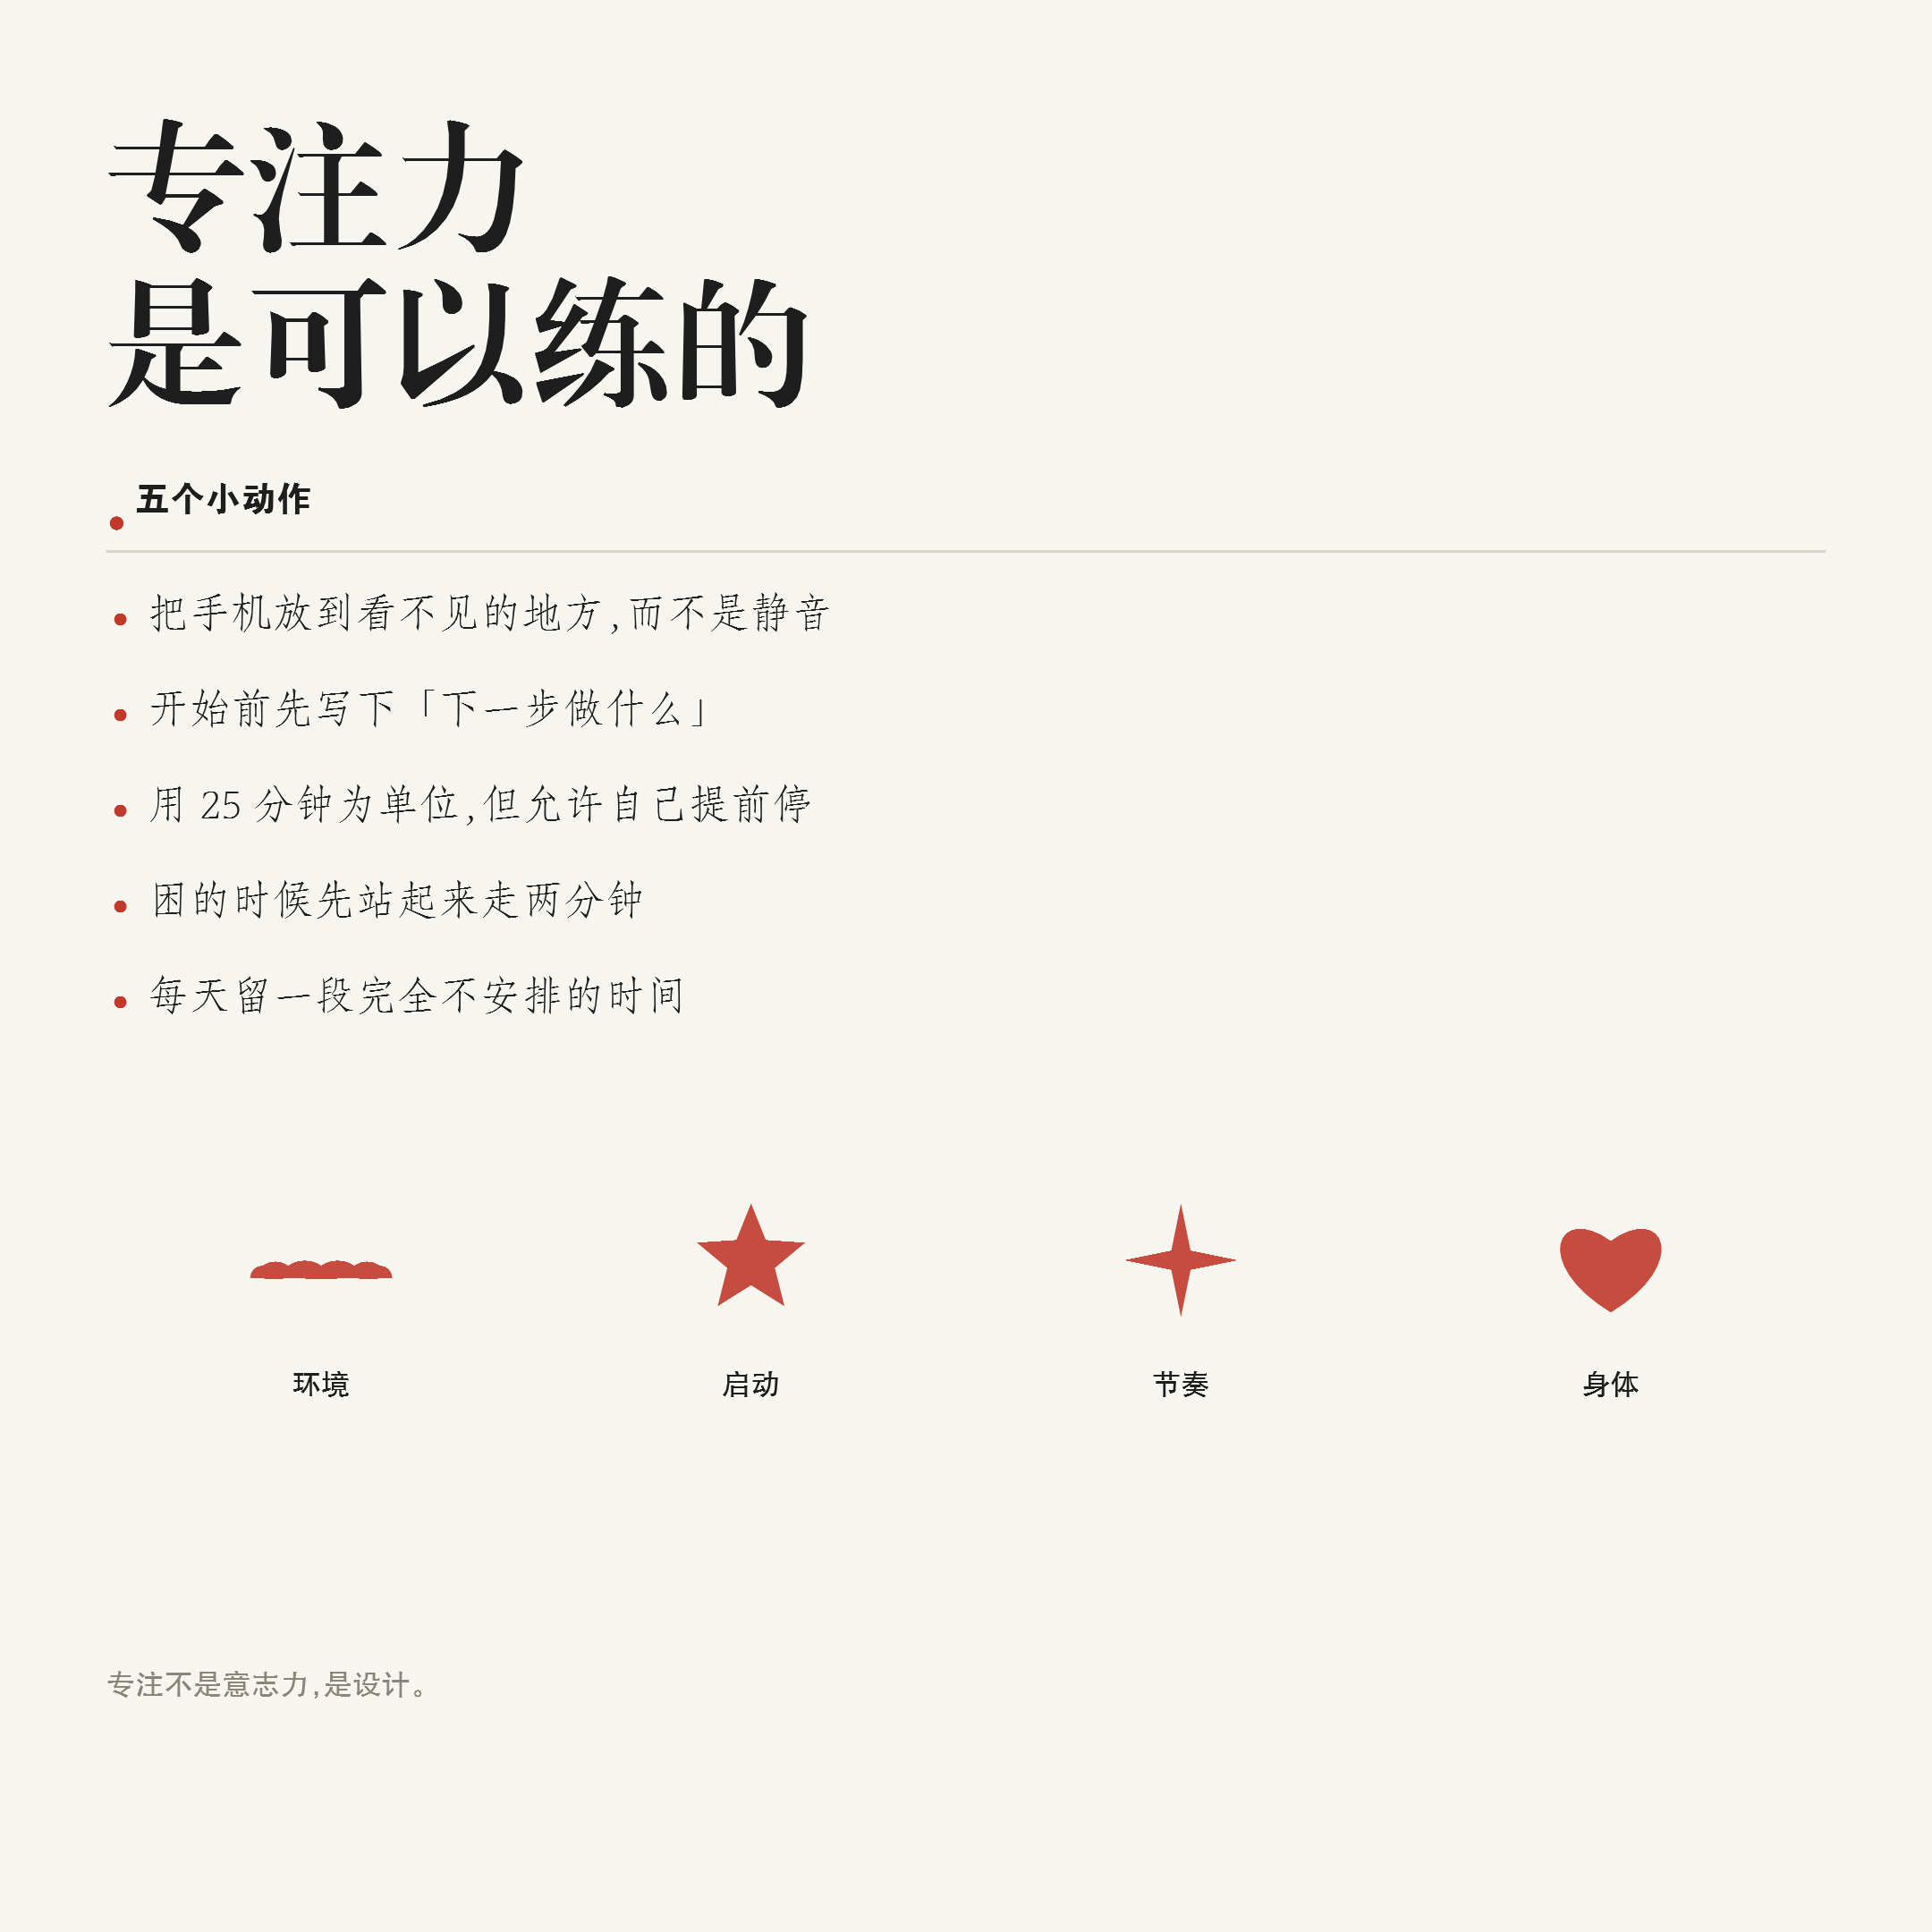 专注力
是可以练的
五个小动作
把手机放到看不见的地方,而不是静音
开始前先写下「下一步做什么」
用 25 分钟为单位,但允许自己提前停
困的时候先站起来走两分钟
每天留一段完全不安排的时间
环境
启动
节奏
身体
专注不是意志力,是设计。